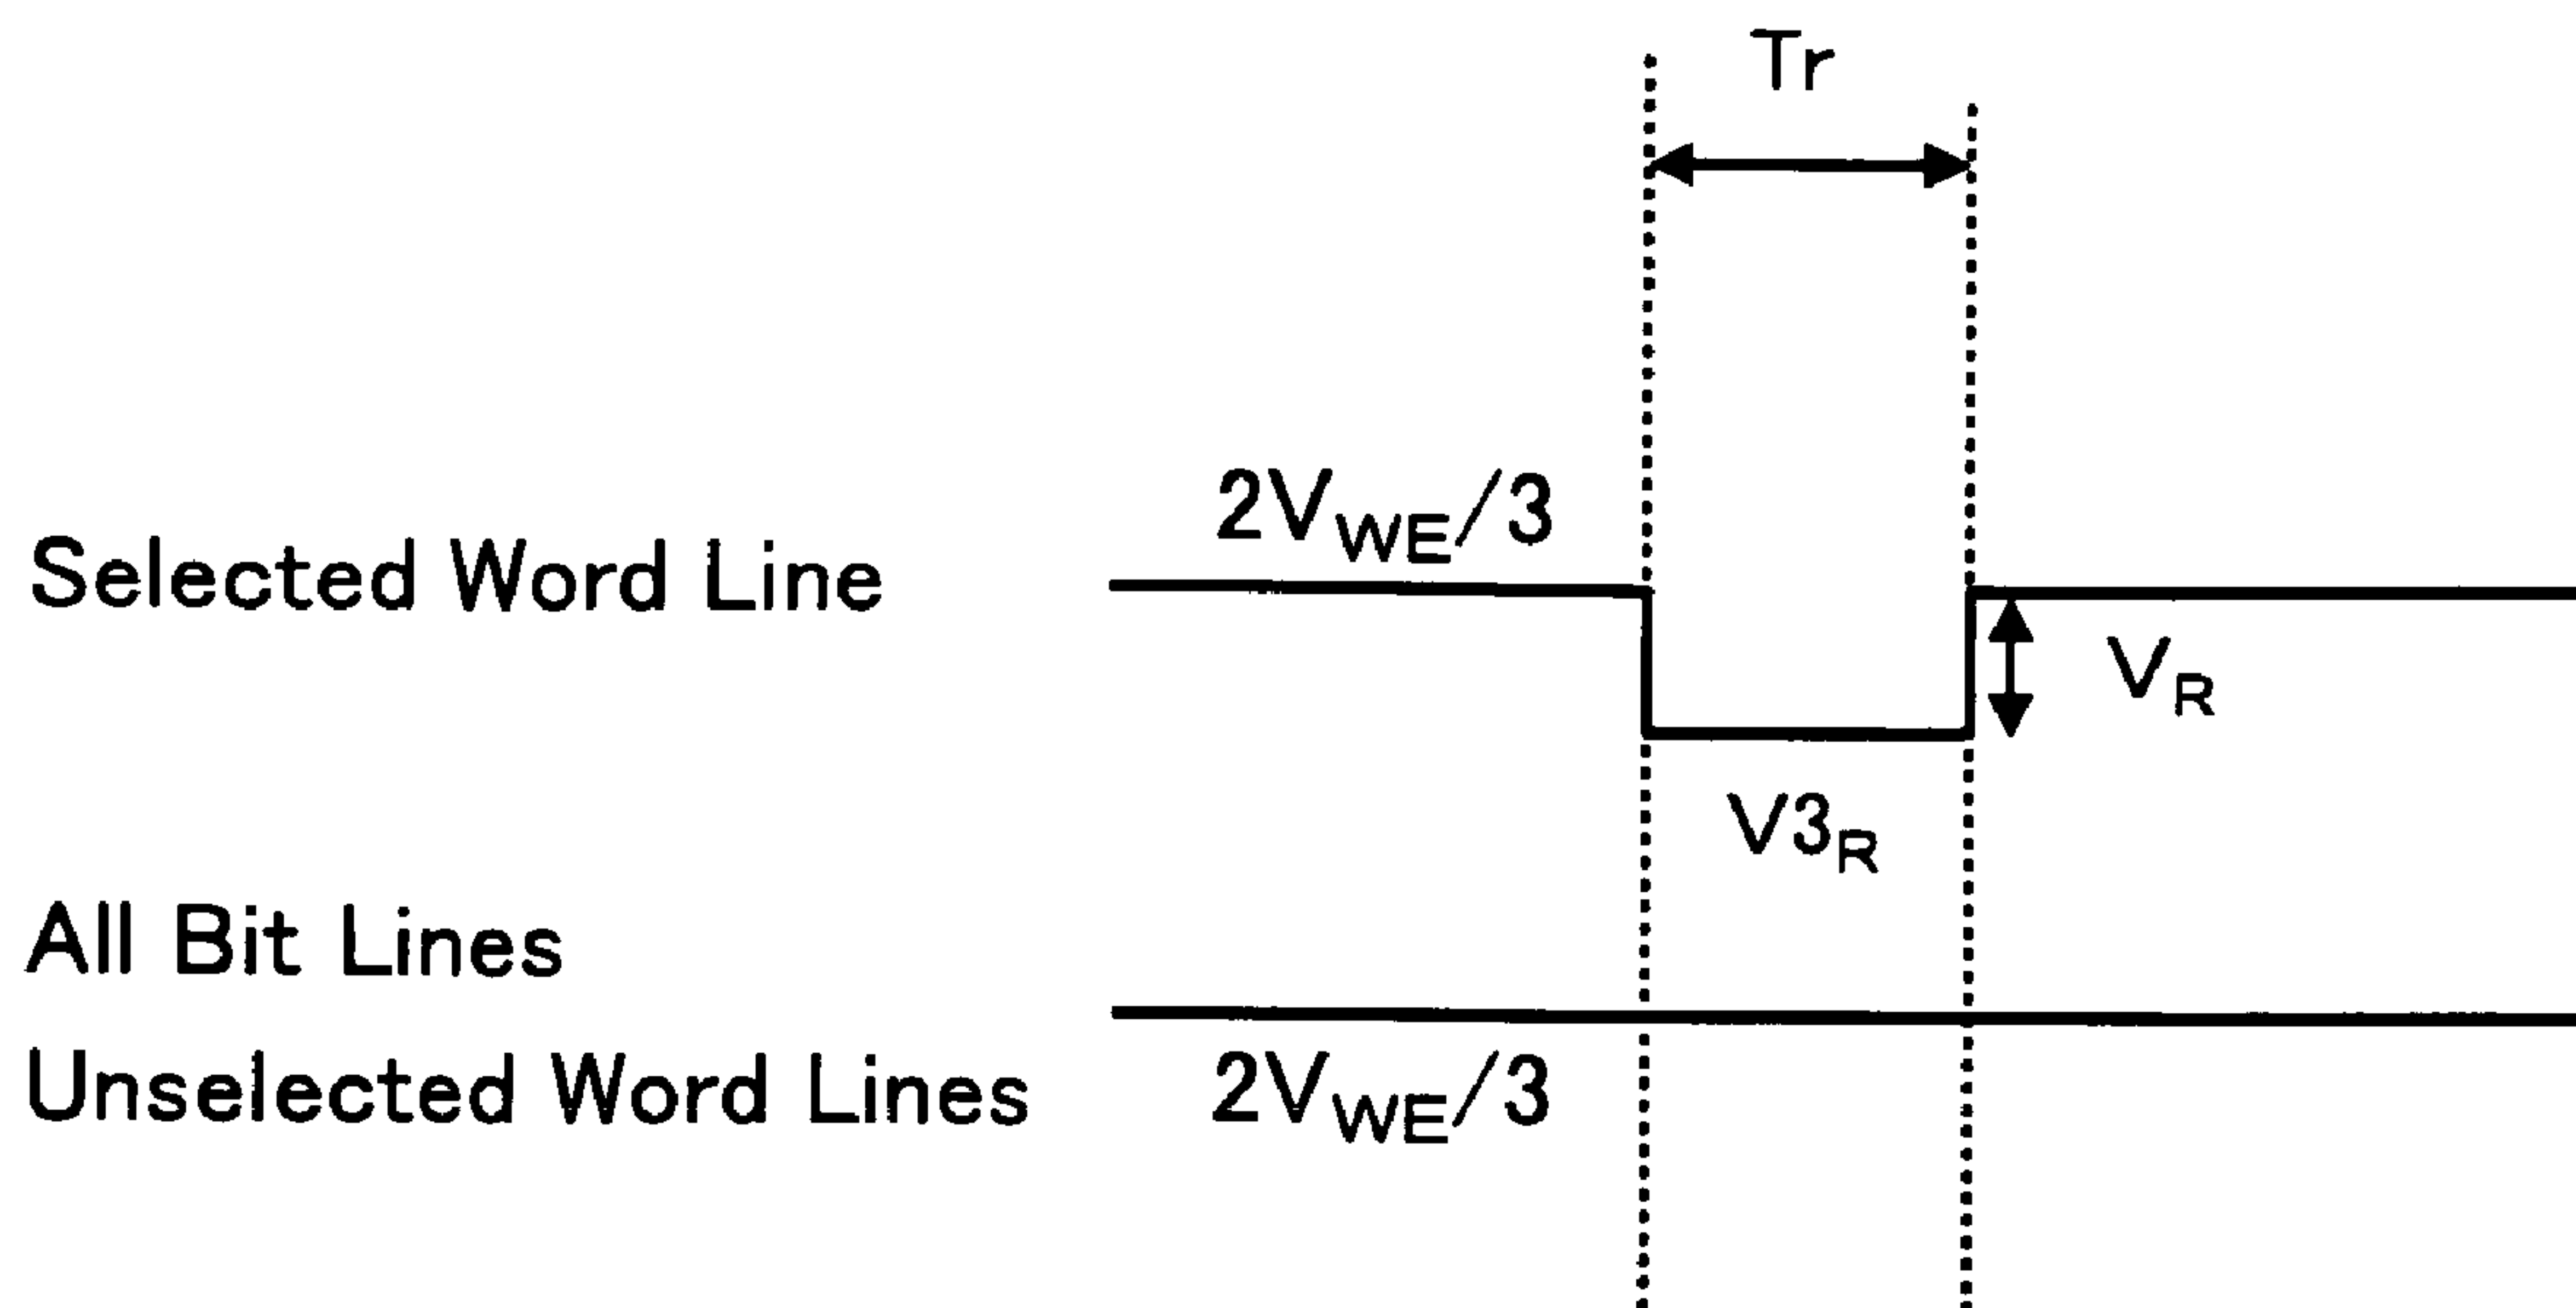 Tr
2V_WE/3
Selected Word Line
V_R
V3_R
All Bit Lines
Unselected Word Lines
2V_WE/3